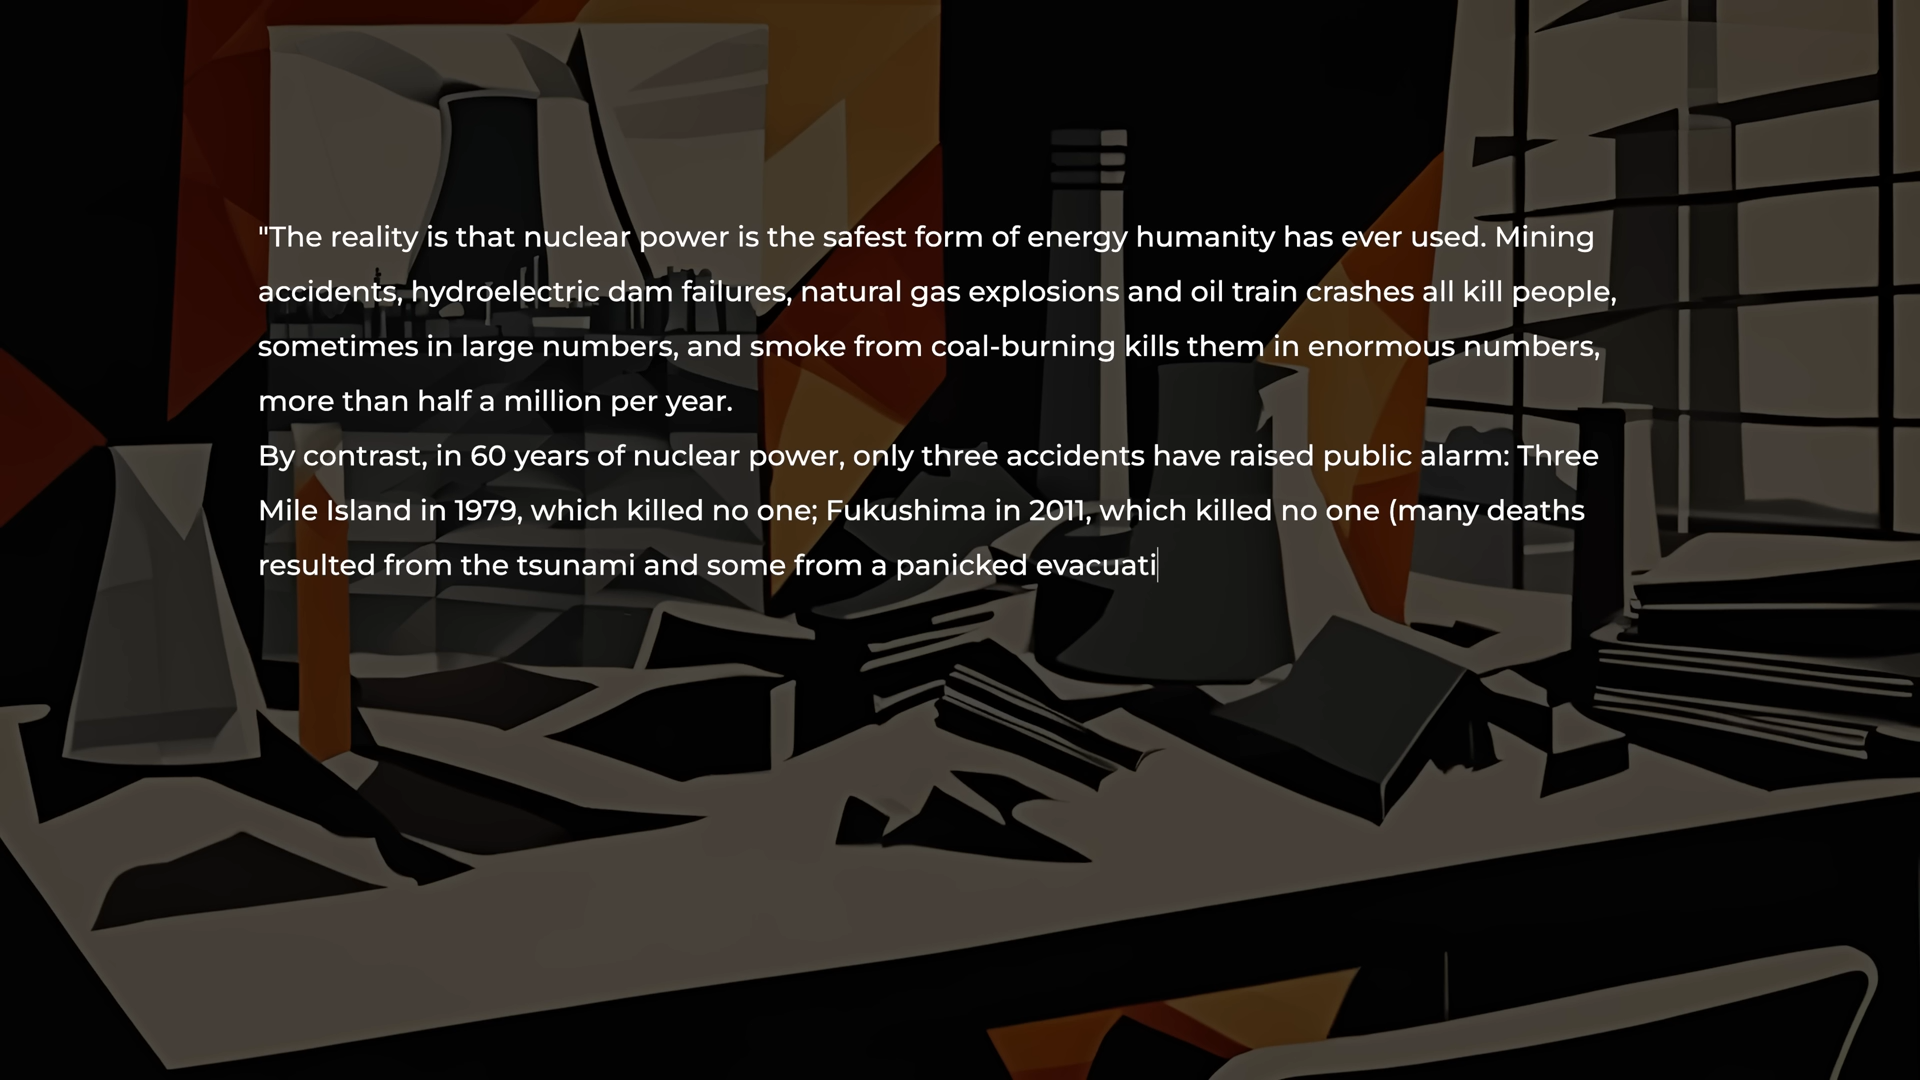 "The reality is that nuclear power is the safest form of energy humanity has ever used. Mining
accidents, hydroelectric dam failures, natural gas explosions and oil train crashes all kill people,
sometimes in large numbers, and smoke from coal-burning kills them in enormous numbers,
more than half a million per year.
By contrast, in 60 years of nuclear power, only three accidents have raised public alarm: Three
Mile Island in 1979, which killed no one; Fukushima in 2011, which killed no one (many deaths
resulted from the tsunami and some from a panicked evacuati